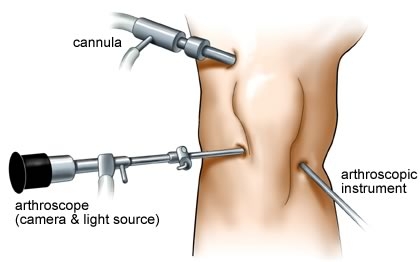 cannula
arthroscopic
instrument
arthroscope
(camera & light source)